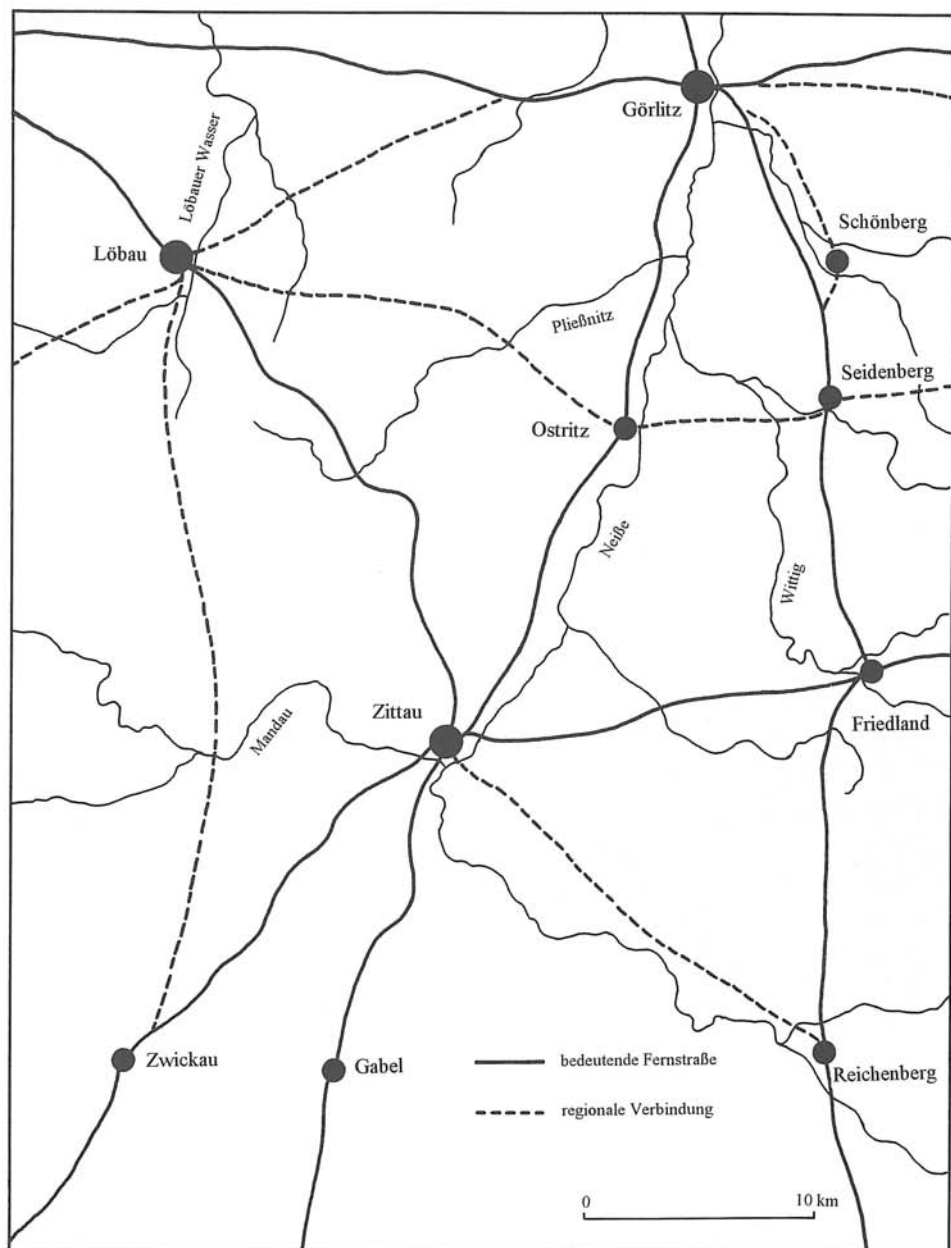 Görlitz
Löbauer Wasser
Schönberg
Löbau
Pließnitz
Seidenberg
Ostritz
Neiße
Wittig
Zittau
Friedland
Mandau
Zwickau
Gabel
bedeutende Fernstraße
Reichenberg
regionale Verbindung
0 10 km